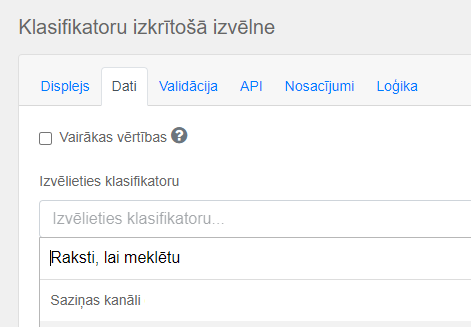 Klasifikatoru izkrītošā izvēlne
Displejs Dati Validācija API Nosacījumi Loģika
Vairākas vērtības ?
Izvēlieties klasifikatoru
Izvēlieties klasifikatoru...
Raksti, lai meklētu
Saziņas kanāli